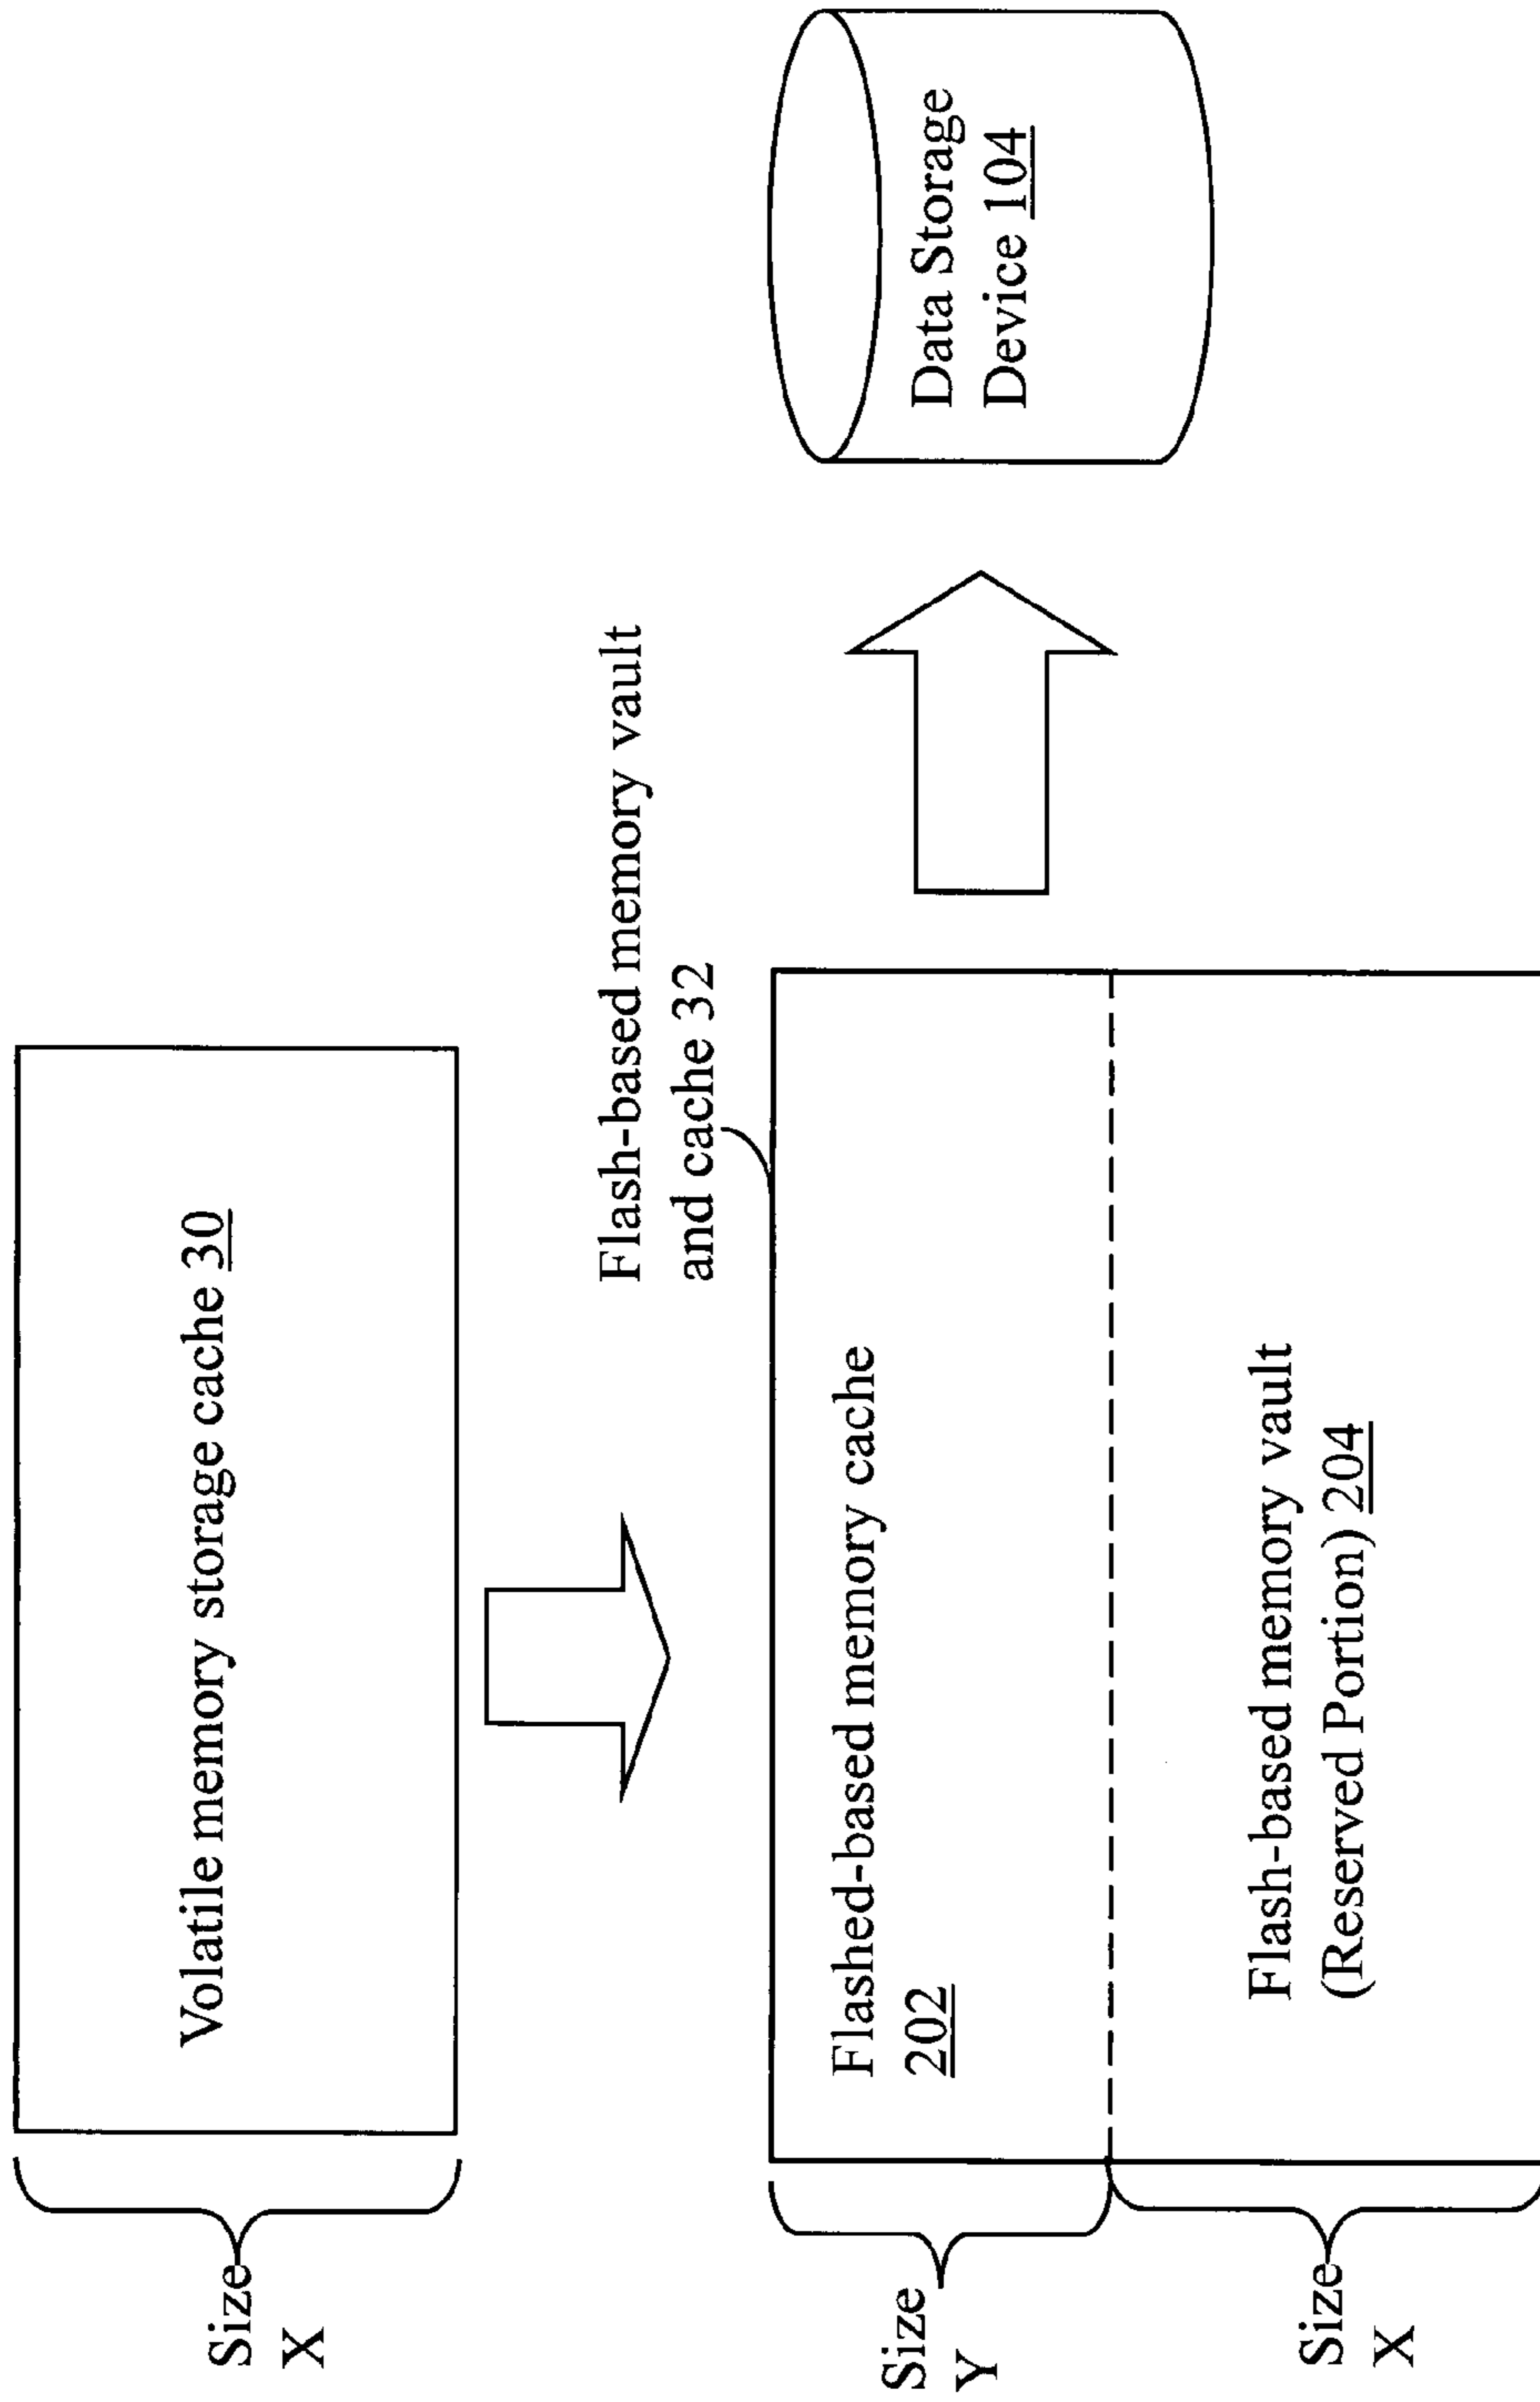 Size
X
Volatile memory storage cache 30
Flash-based memory vault
and cache 32
Size
Y
Flashed-based memory cache
202
Size
X
Flash-based memory vault
(Reserved Portion) 204
Data Storage
Device 104